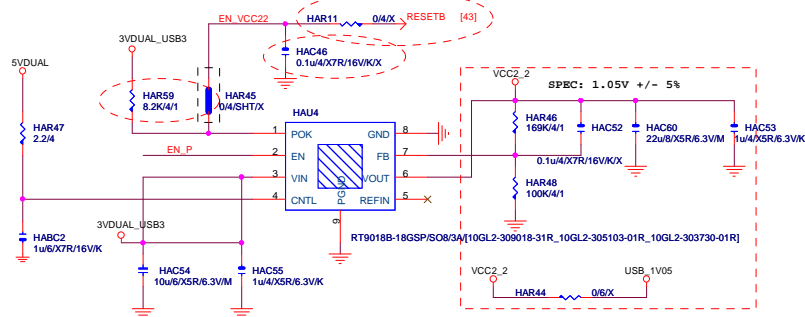 EN_VCC22
HAR11
0/4/X
RESETB
[43]
3VDUAL_USB3
HAC46
0.1u/4/X7R/16V/K/X
5VDUAL
VCC2_2
SPEC: 1.05V +/- 5%
HAR59
8.2K/4/1
HAR45
0/4/SHT/X
HAR47
2.2/4
HAU4
HAR46
169K/4/1
HAC52
0.1u/4/X7R/16V/K/X
HAC60
22u/8/X5R/6.3V/M
HAC53
1u/4/X5R/6.3V/K
1 POK GND 8
EN_P
2 EN FB 7
3 VIN VOUT 6
4 CNTL REFIN 5
PGND
9
HAR48
100K/4/1
3VDUAL_USB3
HABC2
1u/6/X7R/16V/K
RT9018B-18GSP/SO8/3A/[10GL2-309018-31R_10GL2-305103-01R_10GL2-303730-01R]
HAC54
10u/6/X5R/6.3V/M
HAC55
1u/4/X5R/6.3V/K
VCC2_2
USB_1V05
HAR44
0/6/X